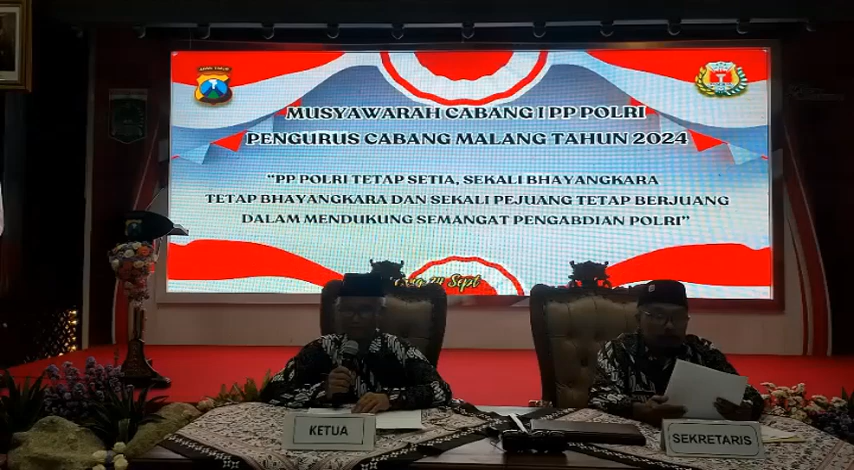 MUSYAWARAH CABANG I PP POLRI
PENGURUS CABANG MALANG TAHUN 2024
"PP POLRI TETAP SETIA, SEKALI BHAYANGKARA
TETAP BHAYANGKARA DAN SEKALI PEJUANG TETAP BERJUANG
DALAM MENDUKUNG SEMANGAT PENGABDIAN POLRI"
Sept
KETUA
SEKRETARIS